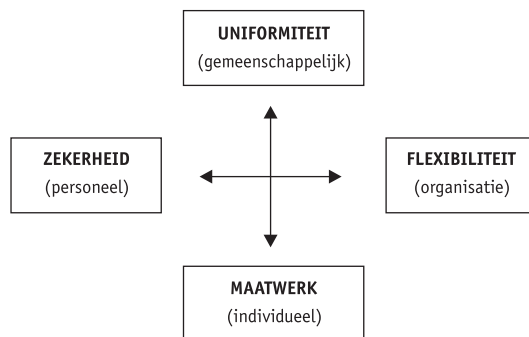 UNIFORMITEIT
(gemeenschappelijk)
ZEKERHEID
(personeel)
FLEXIBILITEIT
(organisatie)
MAATWERK
(individueel)